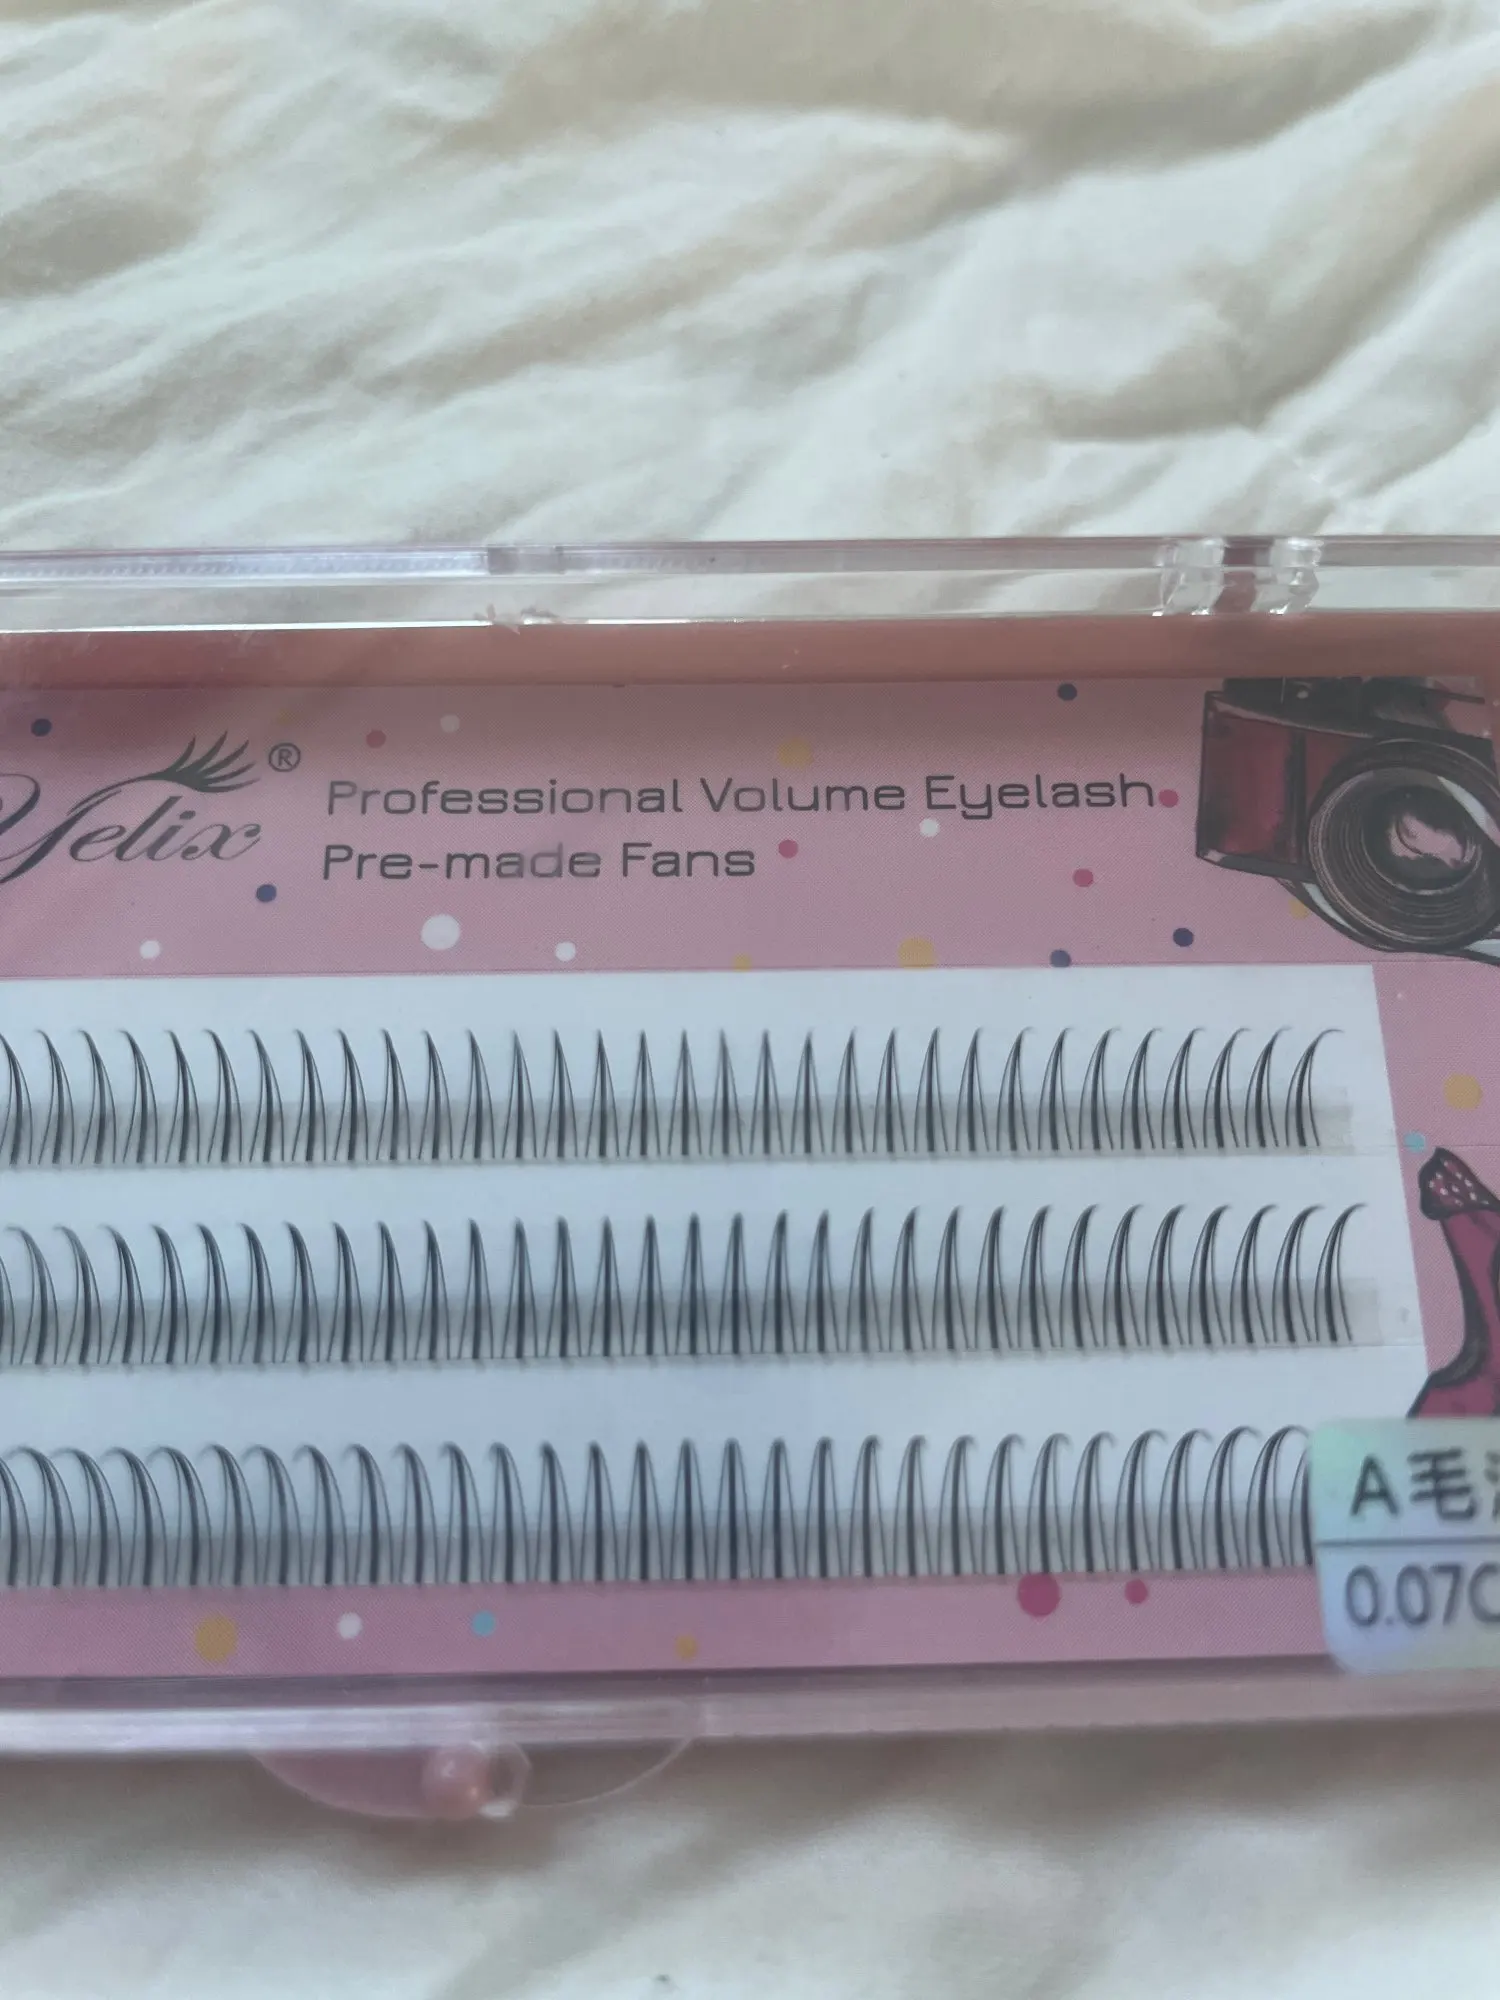 Yelix®
Professional Volume Eyelash
Pre-made Fans
A毛
0.07C